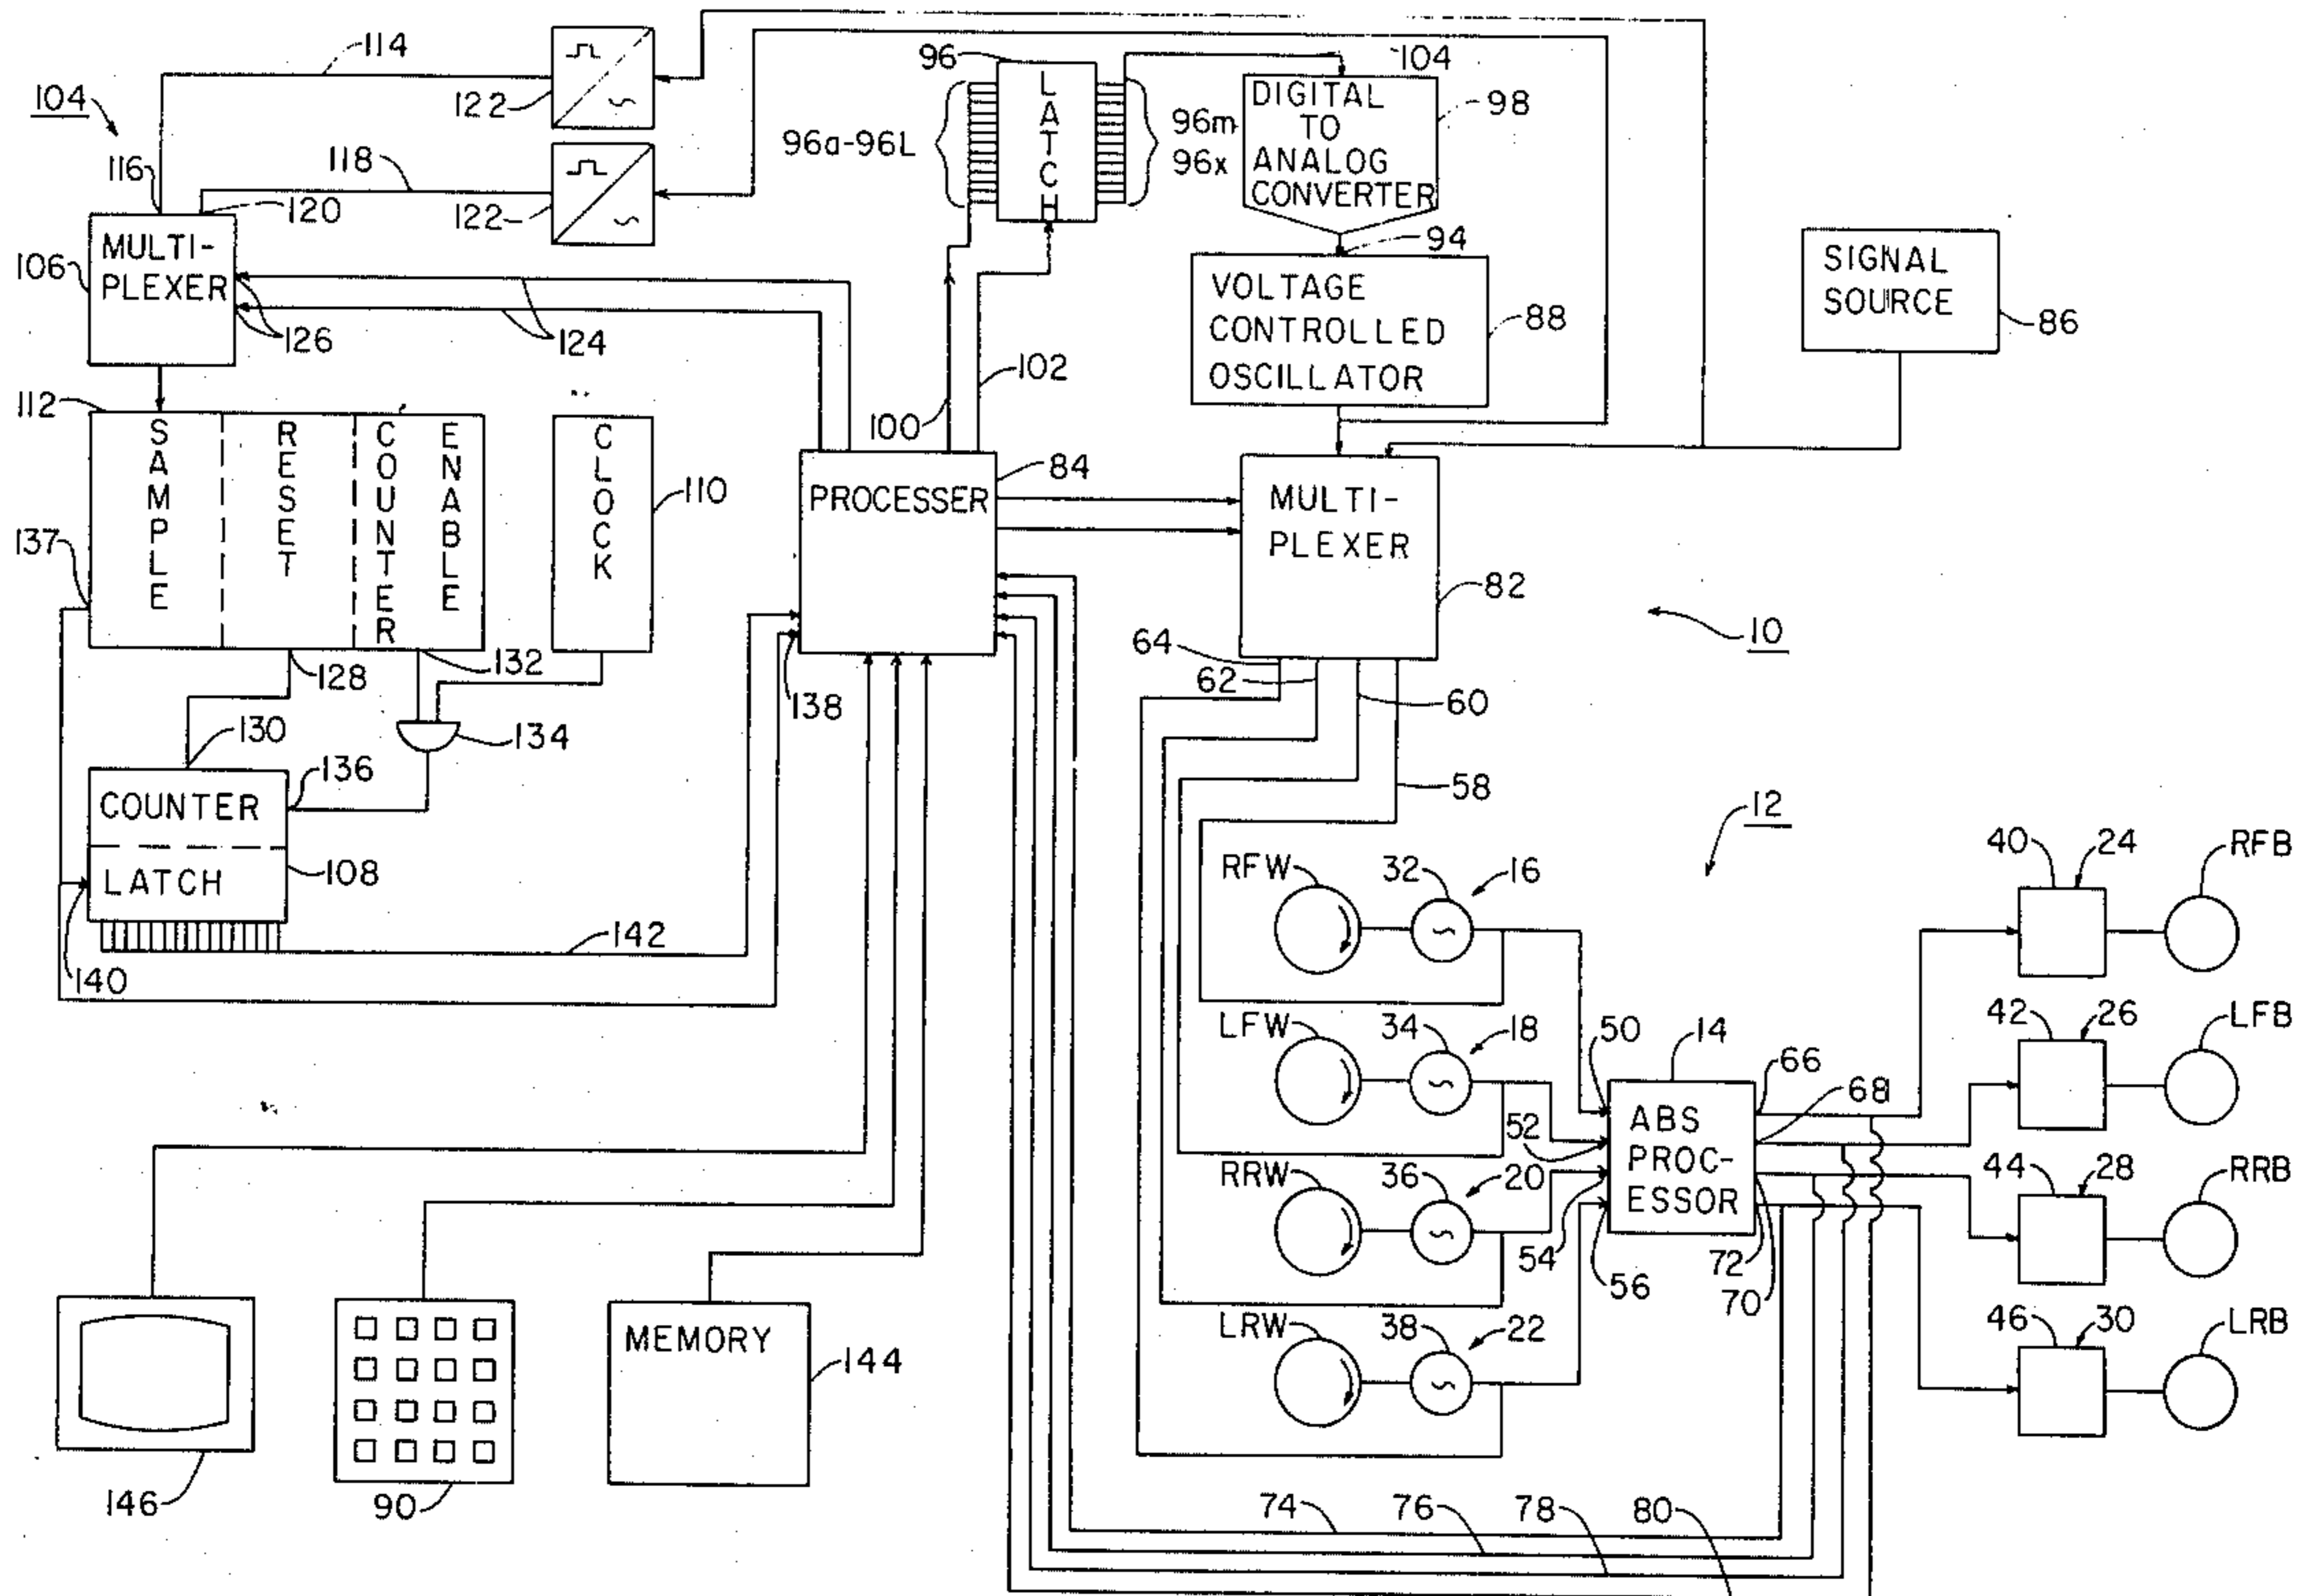 114
104
122
118
116
120
122
MULTI-
PLEXER
106
126
124
96
LATCH
96a-96L
96m
96x
104
DIGITAL
TO
ANALOG
CONVERTER
98
94
VOLTAGE
CONTROLLED
OSCILLATOR
88
SIGNAL
SOURCE
86
102
100
112
SAMPLE
RESET
COUNTER
ENABLE
CLOCK
110
137
128
132
134
130
136
COUNTER
LATCH
108
140
142
PROCESSER
84
138
MULTI-
PLEXER
82
10
64
62
60
58
12
RFW
32
16
LFW
34
18
RRW
36
20
LRW
38
22
50
52
54
56
14
ABS
PROC-
ESSOR
66
68
72
70
40
24
RFB
42
26
LFB
44
28
RRB
46
30
LRB
146
90
MEMORY
144
74
76
78
80